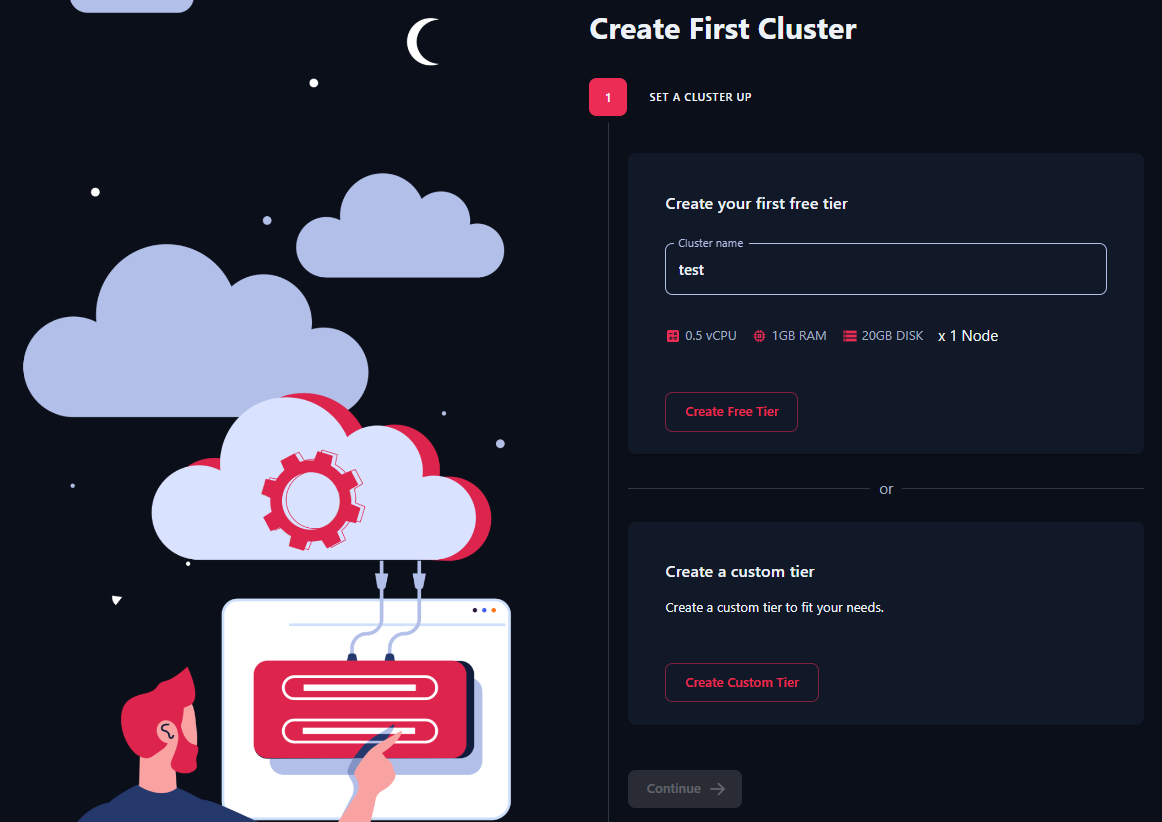 Create First Cluster
1 SET A CLUSTER UP
Create your first free tier
Cluster name
test
0.5 vCPU 1GB RAM 20GB DISK x 1 Node
Create Free Tier
or
Create a custom tier
Create a custom tier to fit your needs.
Create Custom Tier
Continue